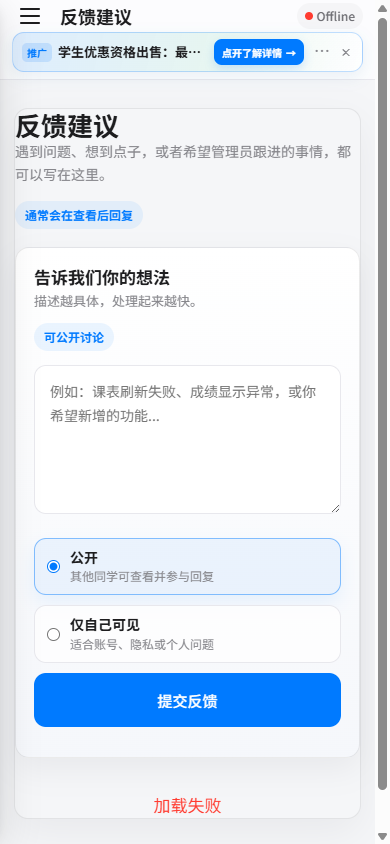 反馈建议
Offline
推广 学生优惠资格出售：最… 点开了解详情 → … ×
反馈建议
遇到问题、想到点子，或者希望管理员跟进的事情，都
可以写在这里。
通常会在查看后回复
告诉我们你的想法
描述越具体，处理起来越快。
可公开讨论
例如：课表刷新失败、成绩显示异常，或你
希望新增的功能...
公开
其他同学可查看并参与回复
仅自己可见
适合账号、隐私或个人问题
提交反馈
加载失败